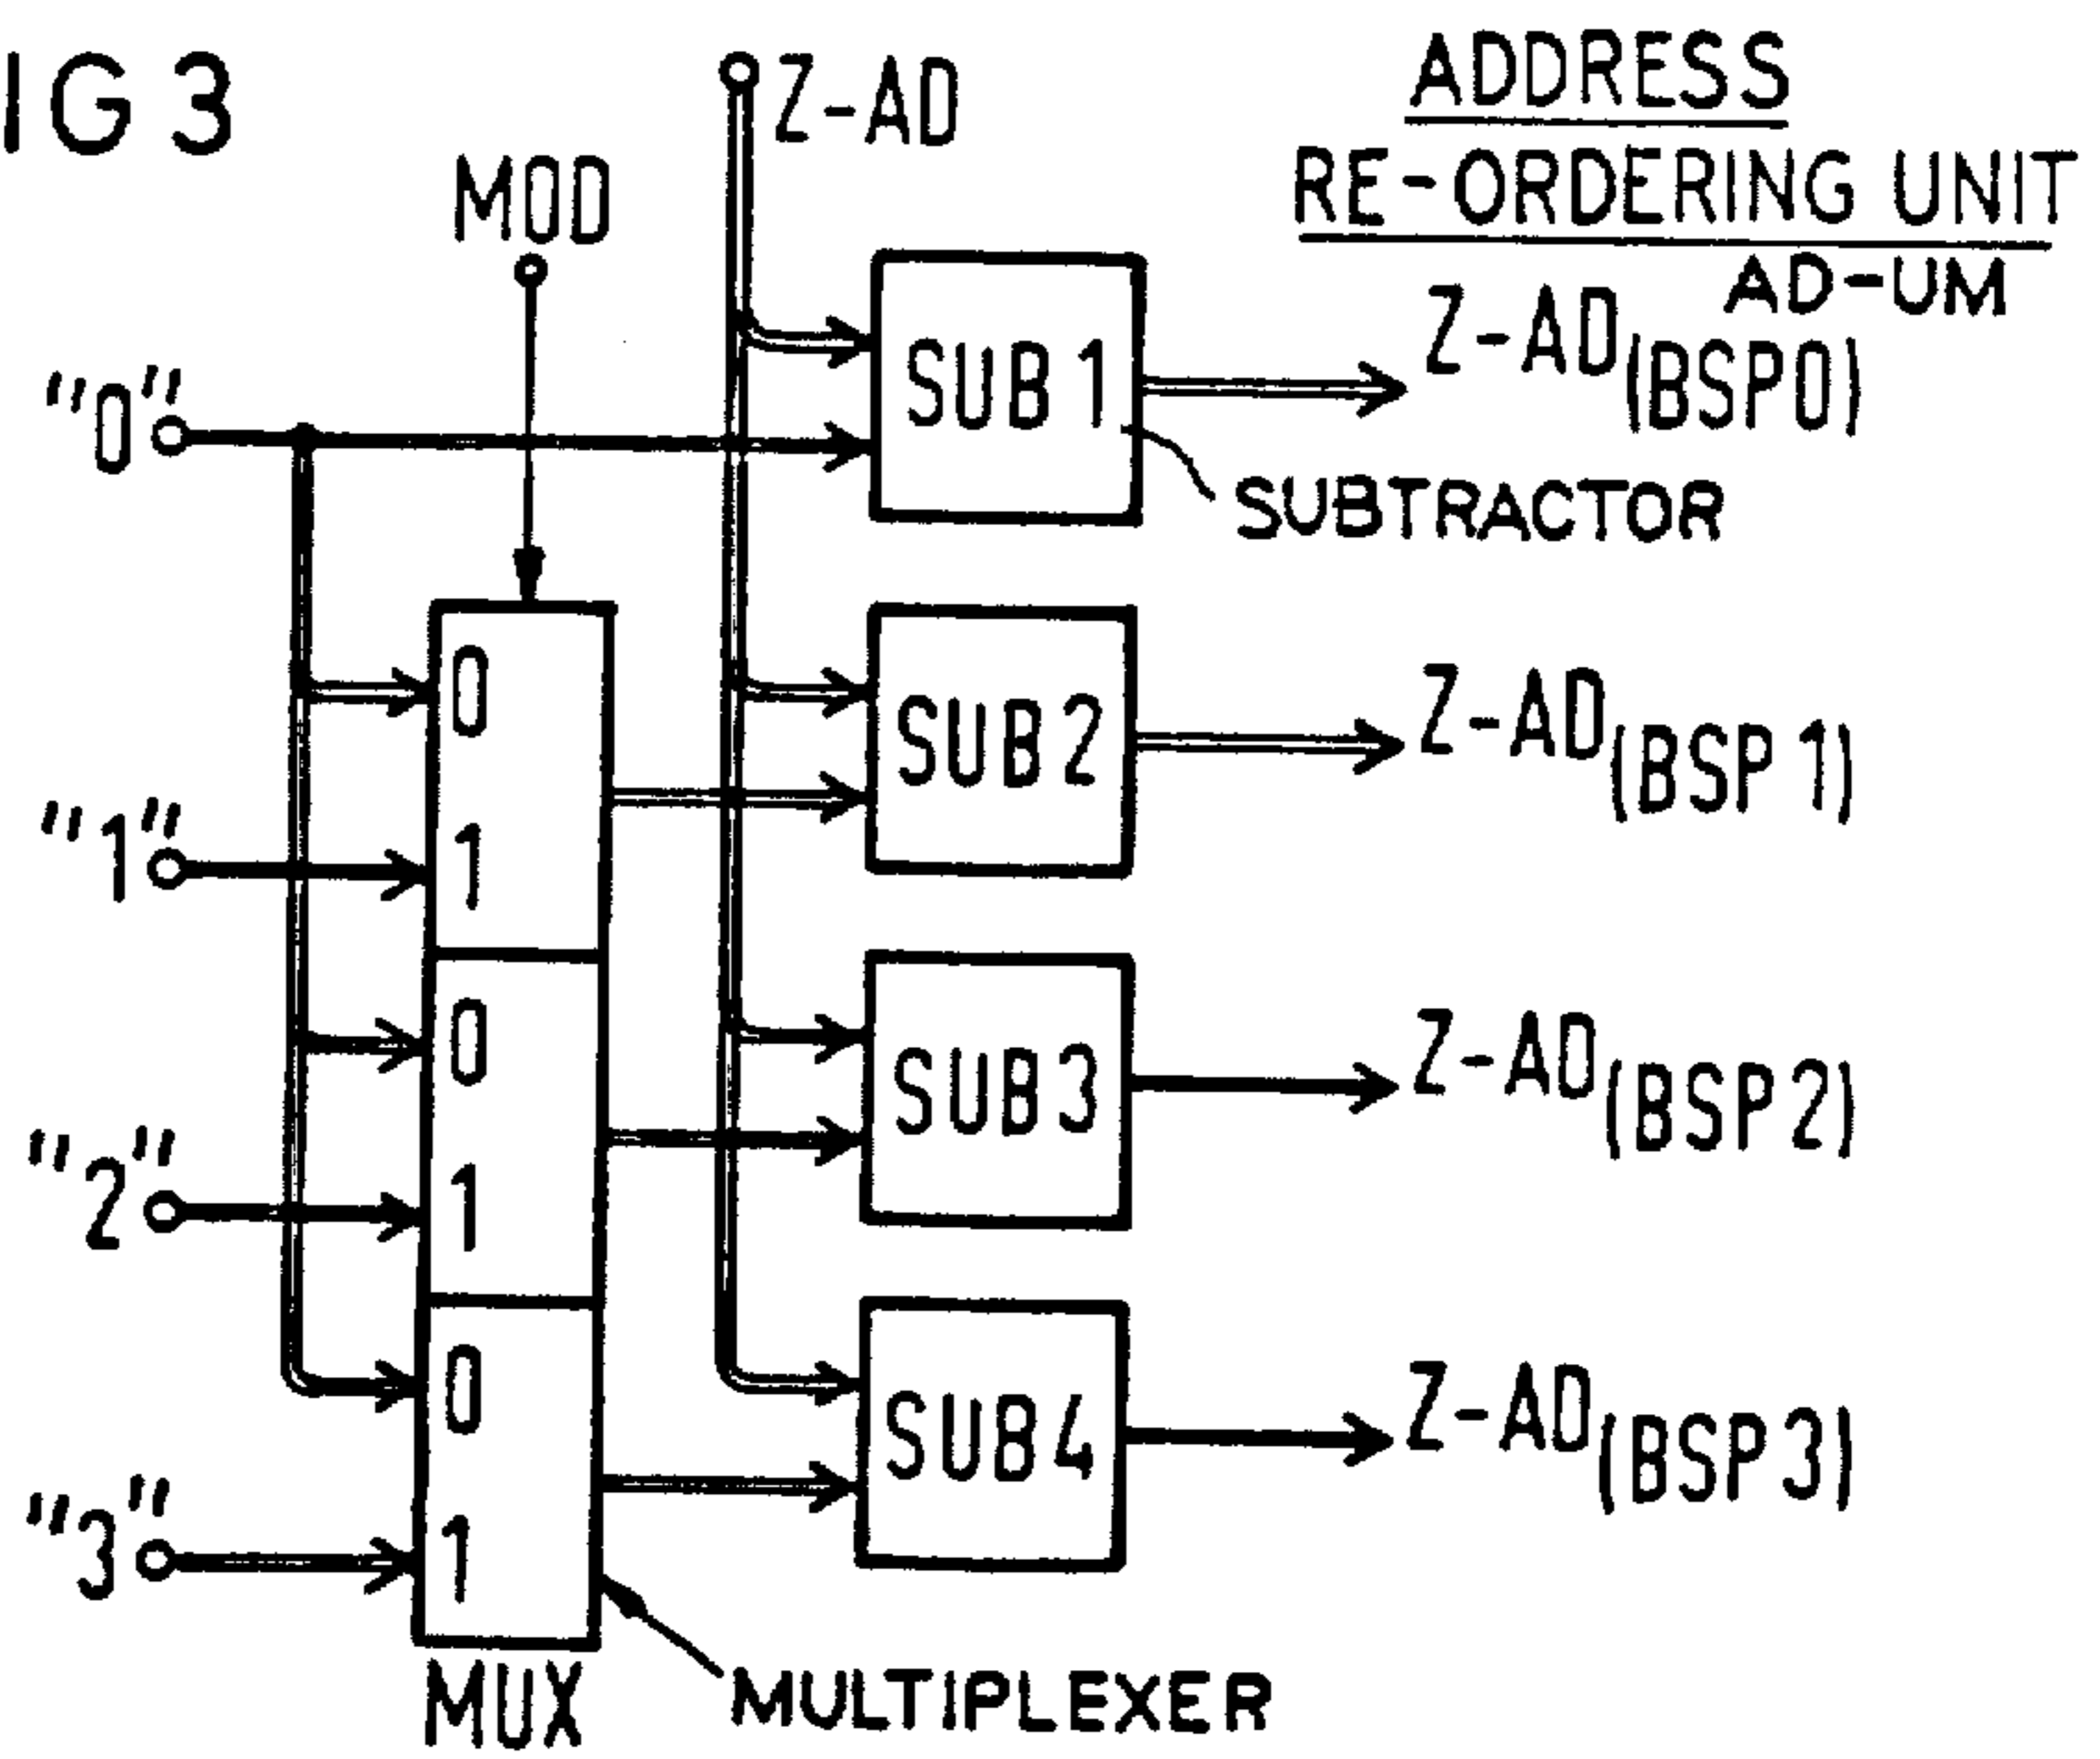 IG 3
Z-AD
ADDRESS
RE-ORDERING UNIT
AD-UM
MOD
"0"
SUB 1
Z-AD(BSP0)
SUBTRACTOR
0
1
"1"
SUB 2
Z-AD(BSP 1)
0
1
"2"
SUB 3
Z-AD(BSP 2)
0
1
"3"
SUB 4
Z-AD(BSP 3)
MUX
MULTIPLEXER